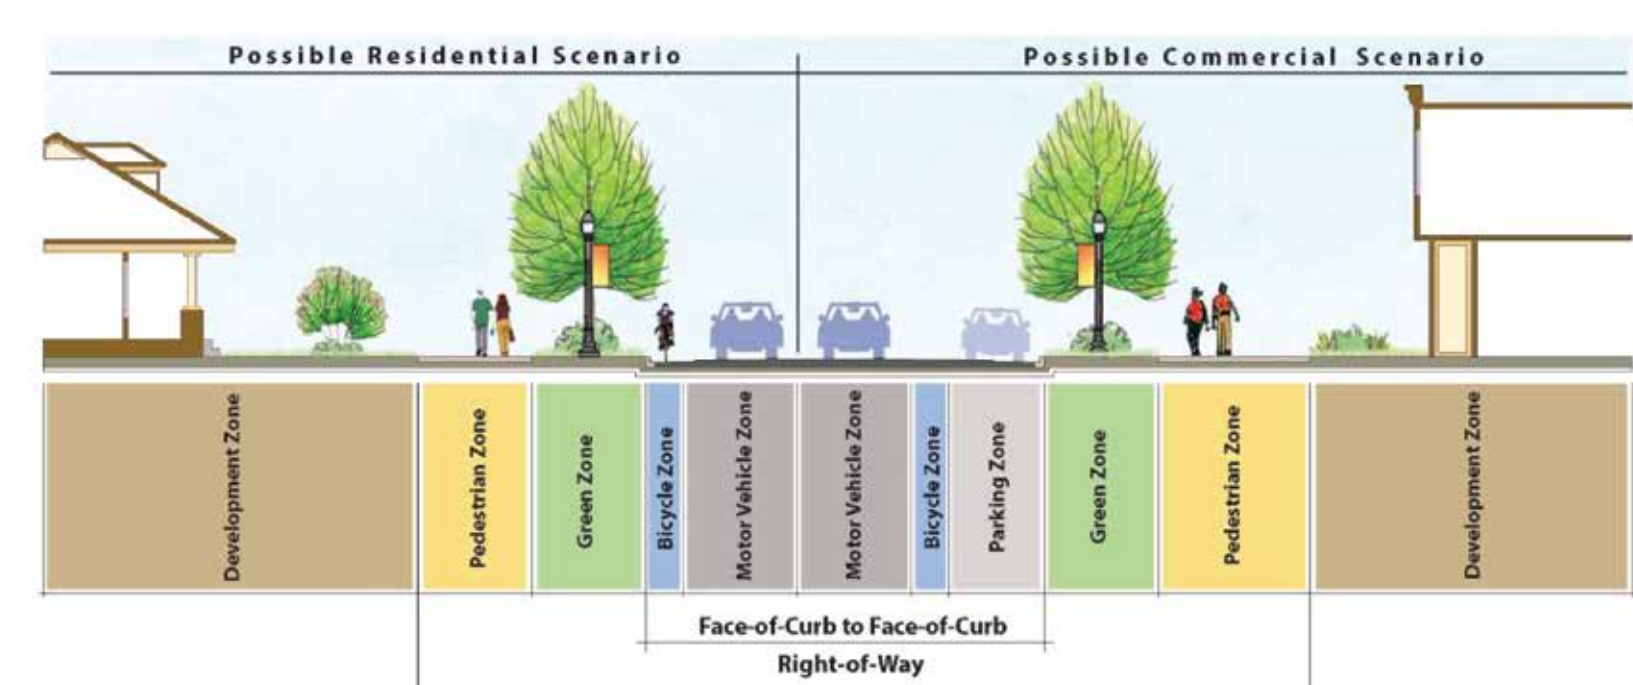 Possible Residential Scenario
Possible Commercial Scenario
Development Zone
Pedestrian Zone
Green Zone
Bicycle Zone
Motor Vehicle Zone
Motor Vehicle Zone
Bicycle Zone
Parking Zone
Green Zone
Pedestrian Zone
Development Zone
Face-of-Curb to Face-of-Curb
Right-of-Way